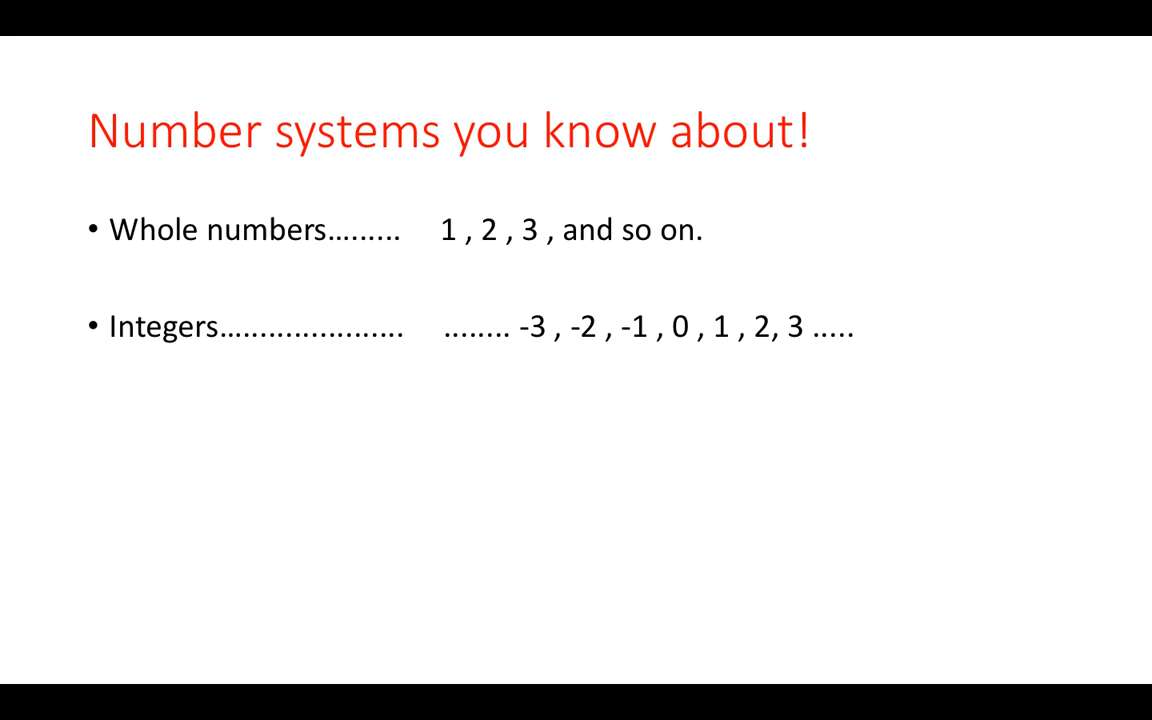 Number systems you know about!
• Whole numbers......... 1 , 2 , 3 , and so on.
• Integers....................... ........ -3 , -2 , -1 , 0 , 1 , 2, 3 .....